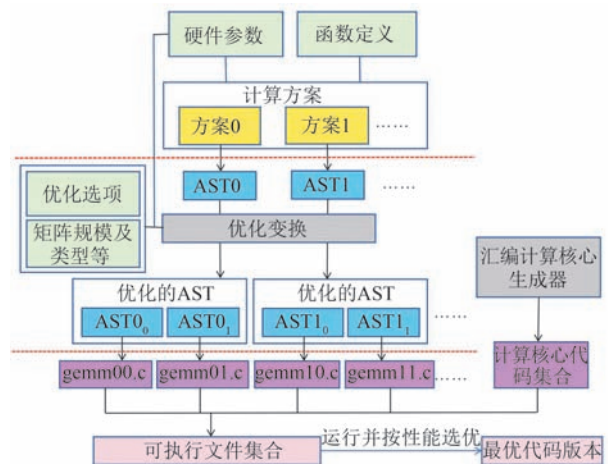 硬件参数
函数定义
计算方案
方案0
方案1
……
AST0
AST1
……
优化选项
矩阵规模及
类型等
优化变换
汇编计算核心
生成器
优化的AST
优化的AST
AST0₀
AST0₁
AST1₀
AST1₁
……
gemm00.c
gemm01.c
gemm10.c
gemm11.c
……
计算核心代
码集合
可执行文件集合
运行并按性能选优
最优代码版本